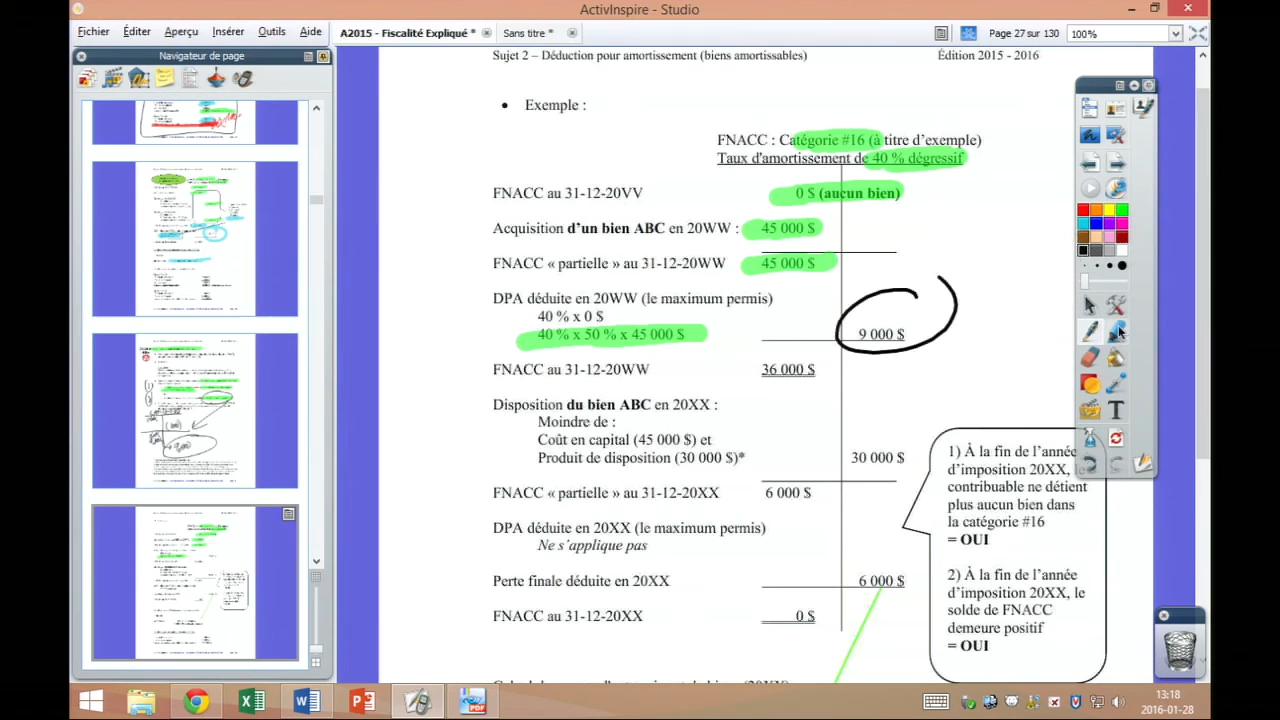 ActivInspire - Studio
Fichier Éditer Aperçu Insérer Outils Aide
A2015 - Fiscalité Expliqué * Sans titre * Page 27 sur 130 100%
Navigateur de page
Sujet 2 – Déduction pour amortissement (biens amortissables) Édition 2015 - 2016
• Exemple :
FNACC : Catégorie #16 (à titre d’exemple)
Taux d'amortissement de 40 % dégressif
FNACC au 31-12-20VV 0 $ (aucun bien)
Acquisition d’un bien ABC en 20WW : 45 000 $
FNACC « partielle » au 31-12-20WW 45 000 $
DPA déduite en 20WW (le maximum permis)
40 % x 0 $
40 % x 50 % x 45 000 $ 9 000 $
FNACC au 31-12-20WW 36 000 $
Disposition du bien ABC en 20XX :
Moindre de :
Coût en capital (45 000 $) et
Produit de disposition (30 000 $)* 30 000 $
FNACC « partielle » au 31-12-20XX 6 000 $
DPA déduite en 20XX (le maximum permis)
Ne s’applique pas
Perte finale déduite en 20XX 6 000 $
FNACC au 31-12-20XX 0 $
1) À la fin de l’année
d’imposition 20XX,
contribuable ne détient
plus aucun bien dans
la catégorie #16
= OUI
2) À la fin de l’année
d’imposition 20XX, le
solde de FNACC
demeure positif
= OUI
13:18
2016-01-28